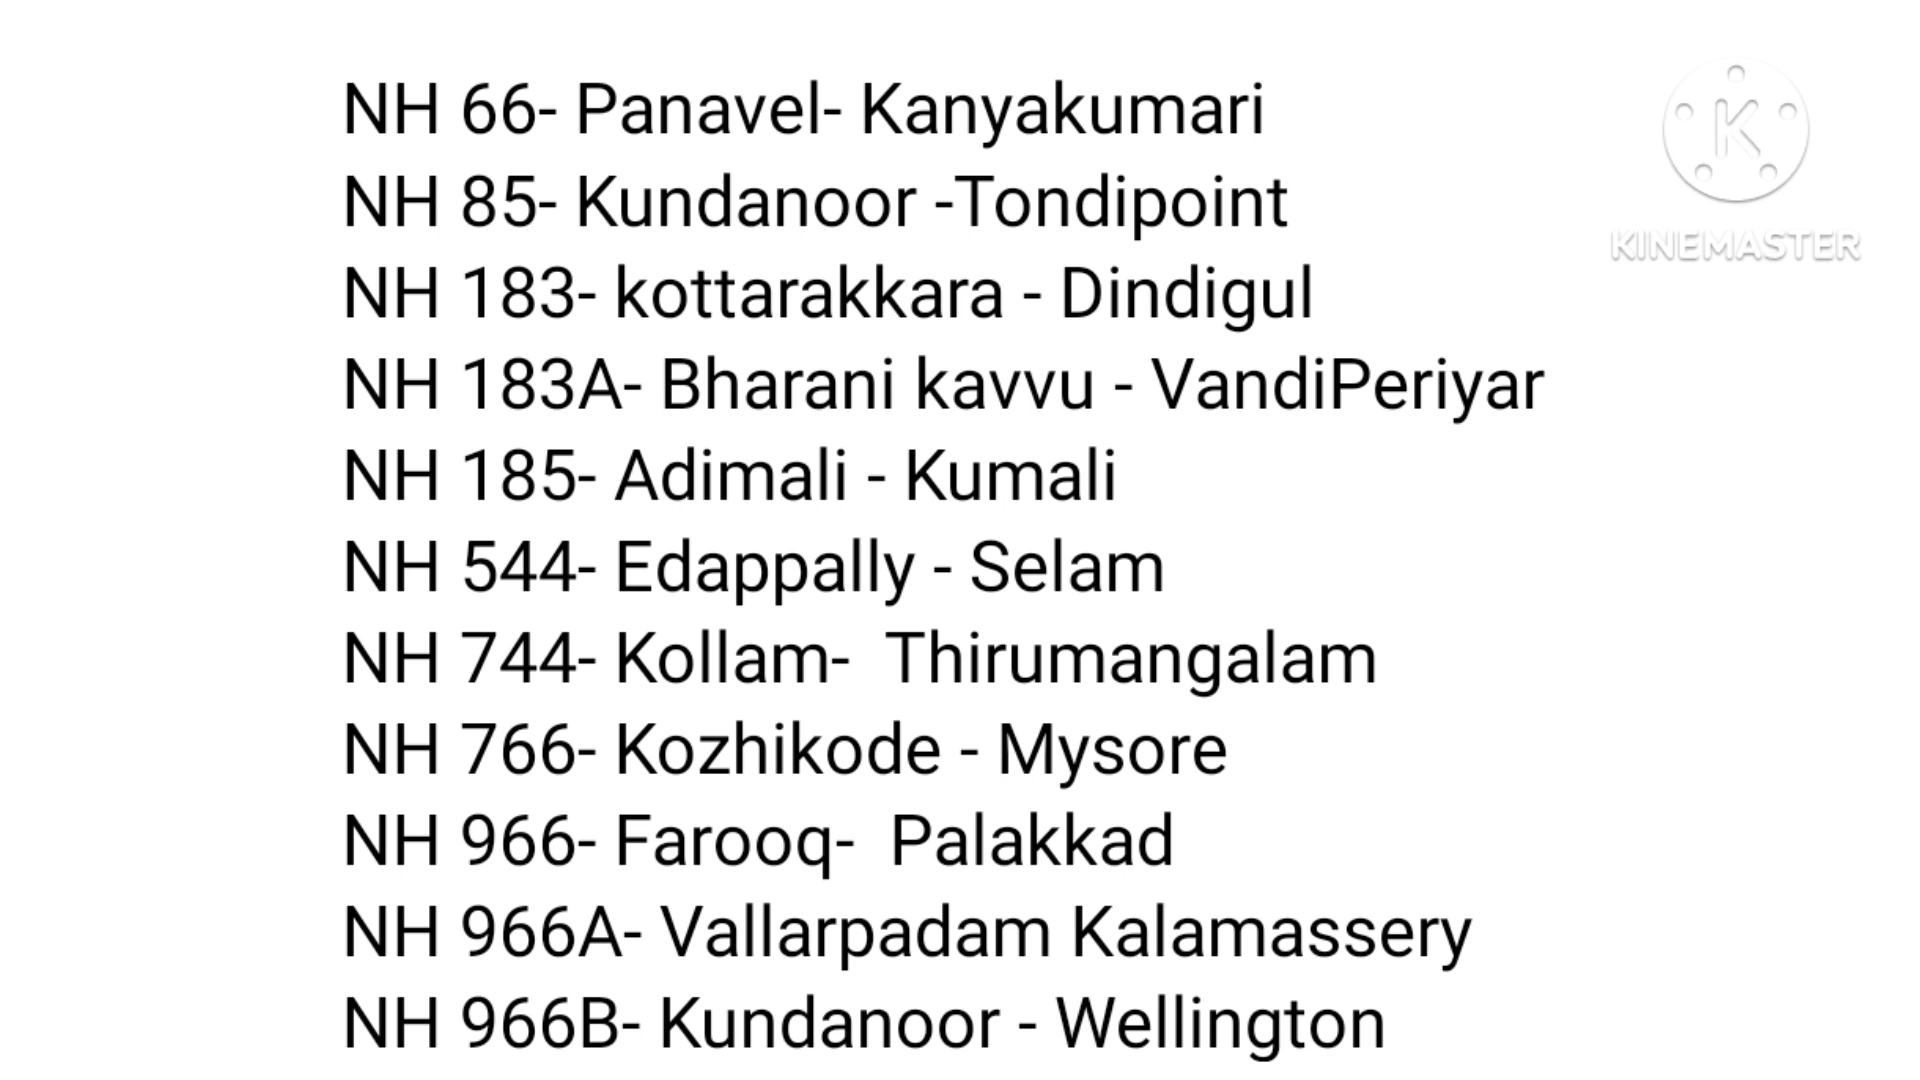 NH 66- Panavel- Kanyakumari
NH 85- Kundanoor -Tondipoint
NH 183- kottarakkara - Dindigul
NH 183A- Bharani kavvu - VandiPeriyar
NH 185- Adimali - Kumali
NH 544- Edappally - Selam
NH 744- Kollam-  Thirumangalam
NH 766- Kozhikode - Mysore
NH 966- Farooq-  Palakkad
NH 966A- Vallarpadam Kalamassery
NH 966B- Kundanoor - Wellington
K
KINEMASTER